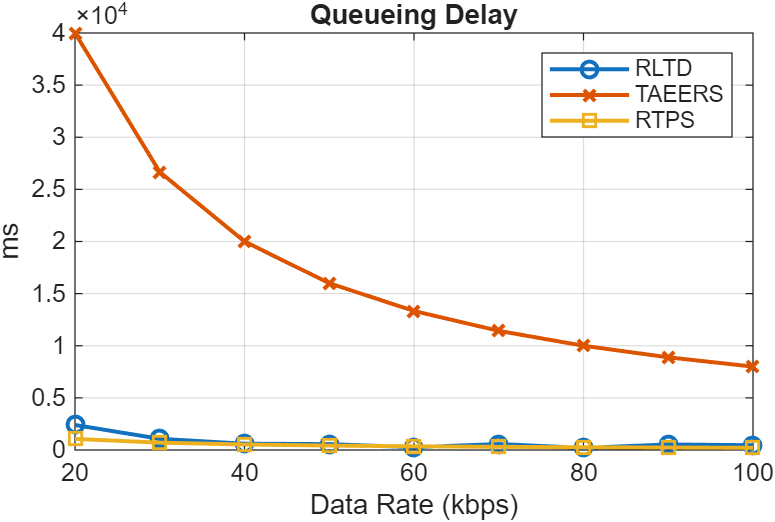 Queueing Delay
×10⁴
4
3.5
3
2.5
2
1.5
1
0.5
0
ms
RLTD
TAEERS
RTPS
20 40 60 80 100
Data Rate (kbps)